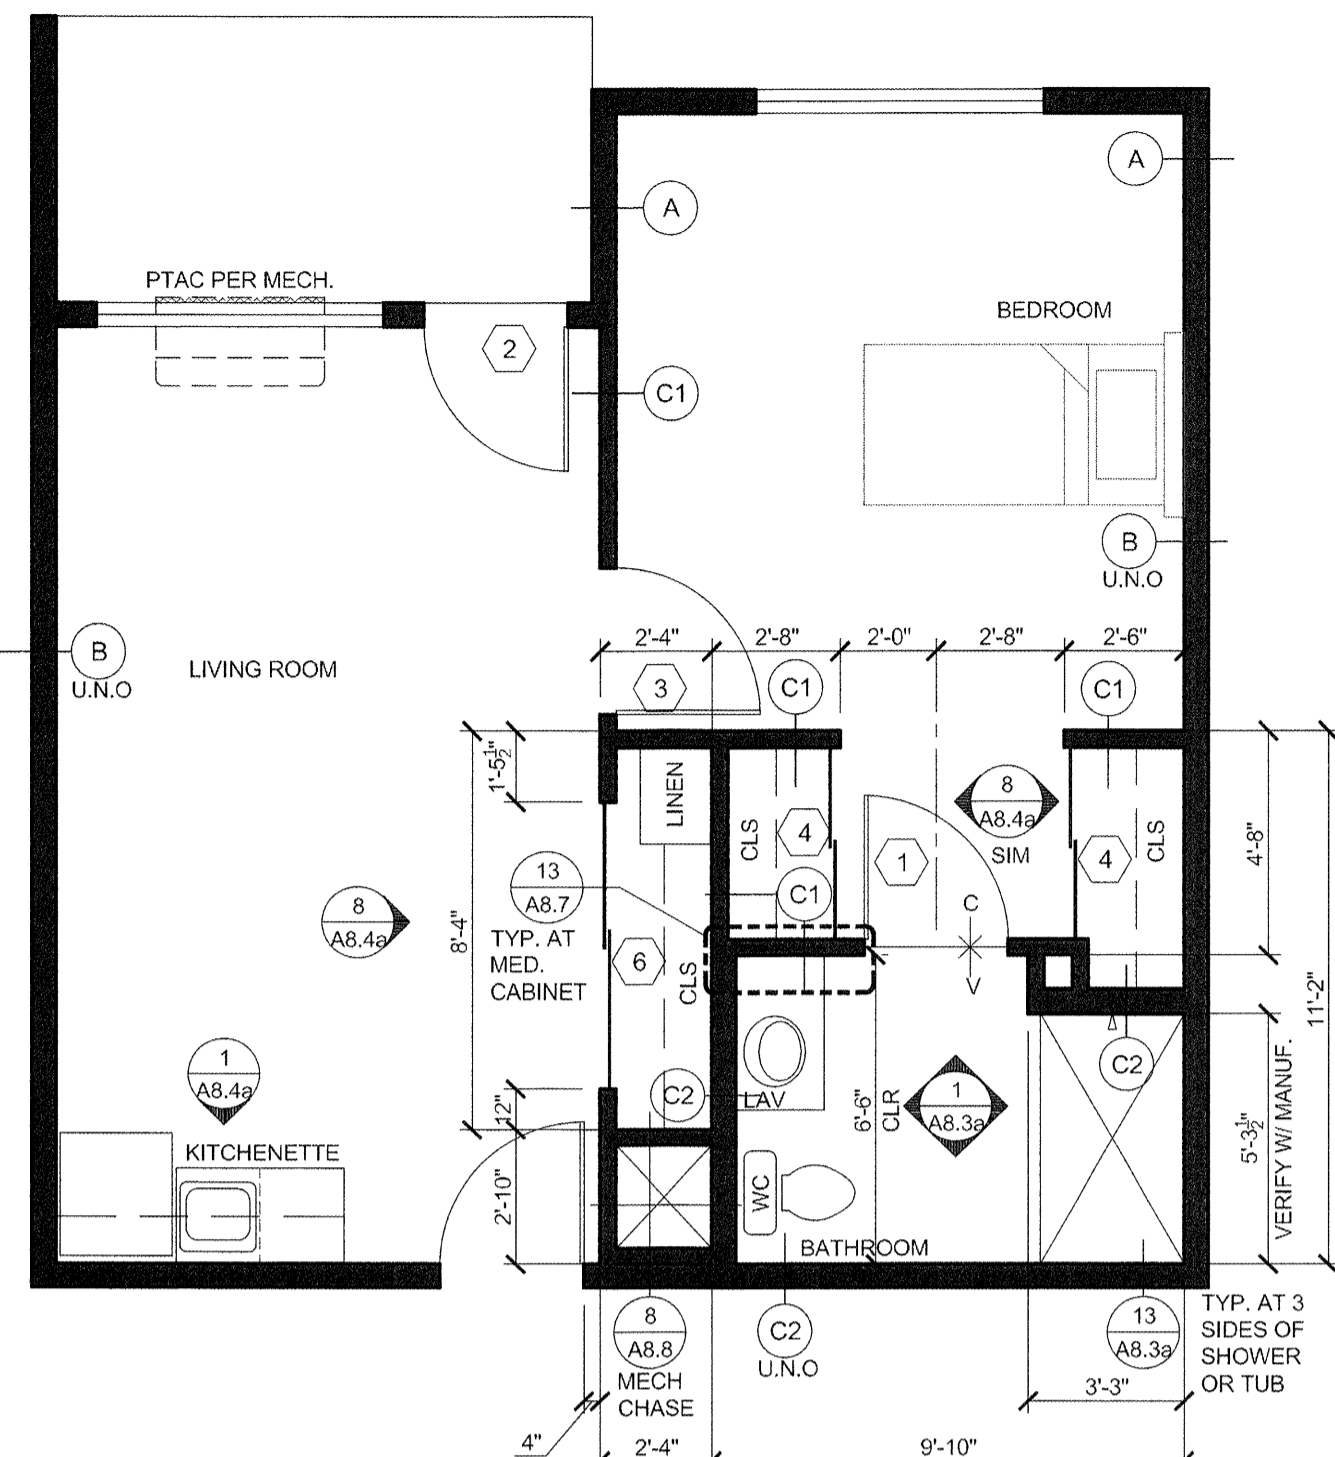 A
A
PTAC PER MECH.
BEDROOM
2
C1
B
U.N.O
2'-4"
2'-8"
2'-0"
2'-8"
2'-6"
B
U.N.O
LIVING ROOM
3
C1
C1
1'-5 1/2"
LINEN
CLS
4
1
8
A8.4a
SIM
4
CLS
4'-8"
13
A8.7
C1
8
A8.4a
8'-4"
TYP. AT
MED.
CABINET
6
CLS
C
V
11'-2"
1
A8.4a
C2
LAV
6'-6"
CLR
1
A8.3a
C2
12"
5'-3 1/2"
VERIFY W/ MANUF.
KITCHENETTE
2'-10"
WC
BATHROOM
8
A8.8
MECH
CHASE
C2
U.N.O
13
A8.3a
TYP. AT 3
SIDES OF
SHOWER
OR TUB
3'-3"
4"
2'-4"
9'-10"